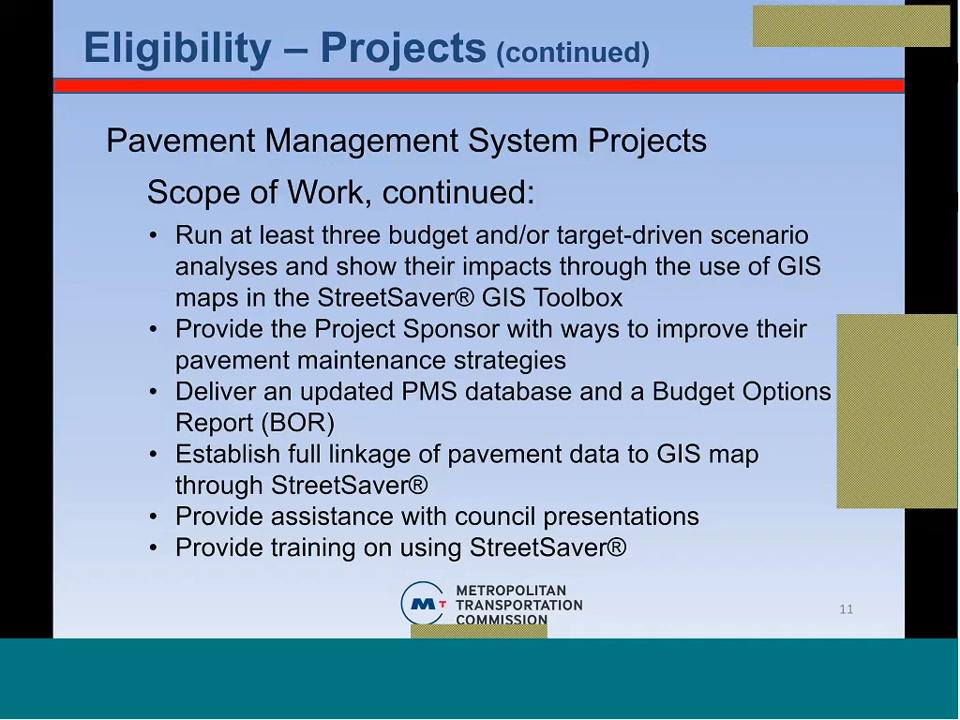 Eligibility – Projects (continued)
Pavement Management System Projects
Scope of Work, continued:
• Run at least three budget and/or target-driven scenario
analyses and show their impacts through the use of GIS
maps in the StreetSaver® GIS Toolbox
• Provide the Project Sponsor with ways to improve their
pavement maintenance strategies
• Deliver an updated PMS database and a Budget Options
Report (BOR)
• Establish full linkage of pavement data to GIS map
through StreetSaver®
• Provide assistance with council presentations
• Provide training on using StreetSaver®
MT
METROPOLITAN
TRANSPORTATION
COMMISSION
11